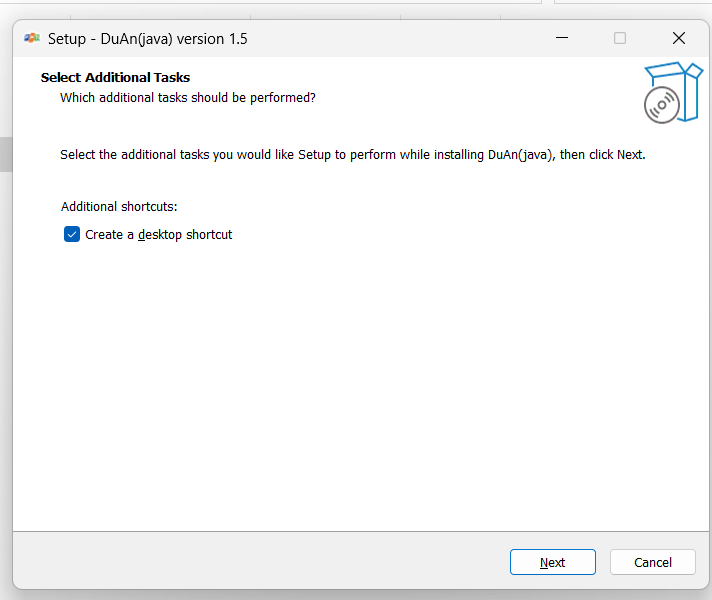 Setup - DuAn(java) version 1.5
Select Additional Tasks
Which additional tasks should be performed?
Select the additional tasks you would like Setup to perform while installing DuAn(java), then click Next.
Additional shortcuts:
Create a desktop shortcut
Next
Cancel